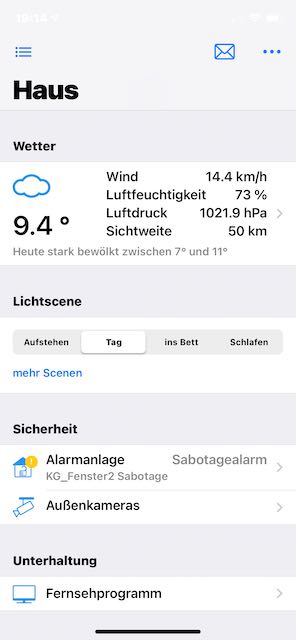 19:14
Haus
Wetter
Wind 14.4 km/h
Luftfeuchtigkeit 73 %
Luftdruck 1021.9 hPa
Sichtweite 50 km
9.4 °
Heute stark bewölkt zwischen 7° und 11°
Lichtscene
Aufstehen Tag ins Bett Schlafen
mehr Scenen
Sicherheit
Alarmanlage Sabotagealarm
KG_Fenster2 Sabotage
Außenkameras
Unterhaltung
Fernsehprogramm